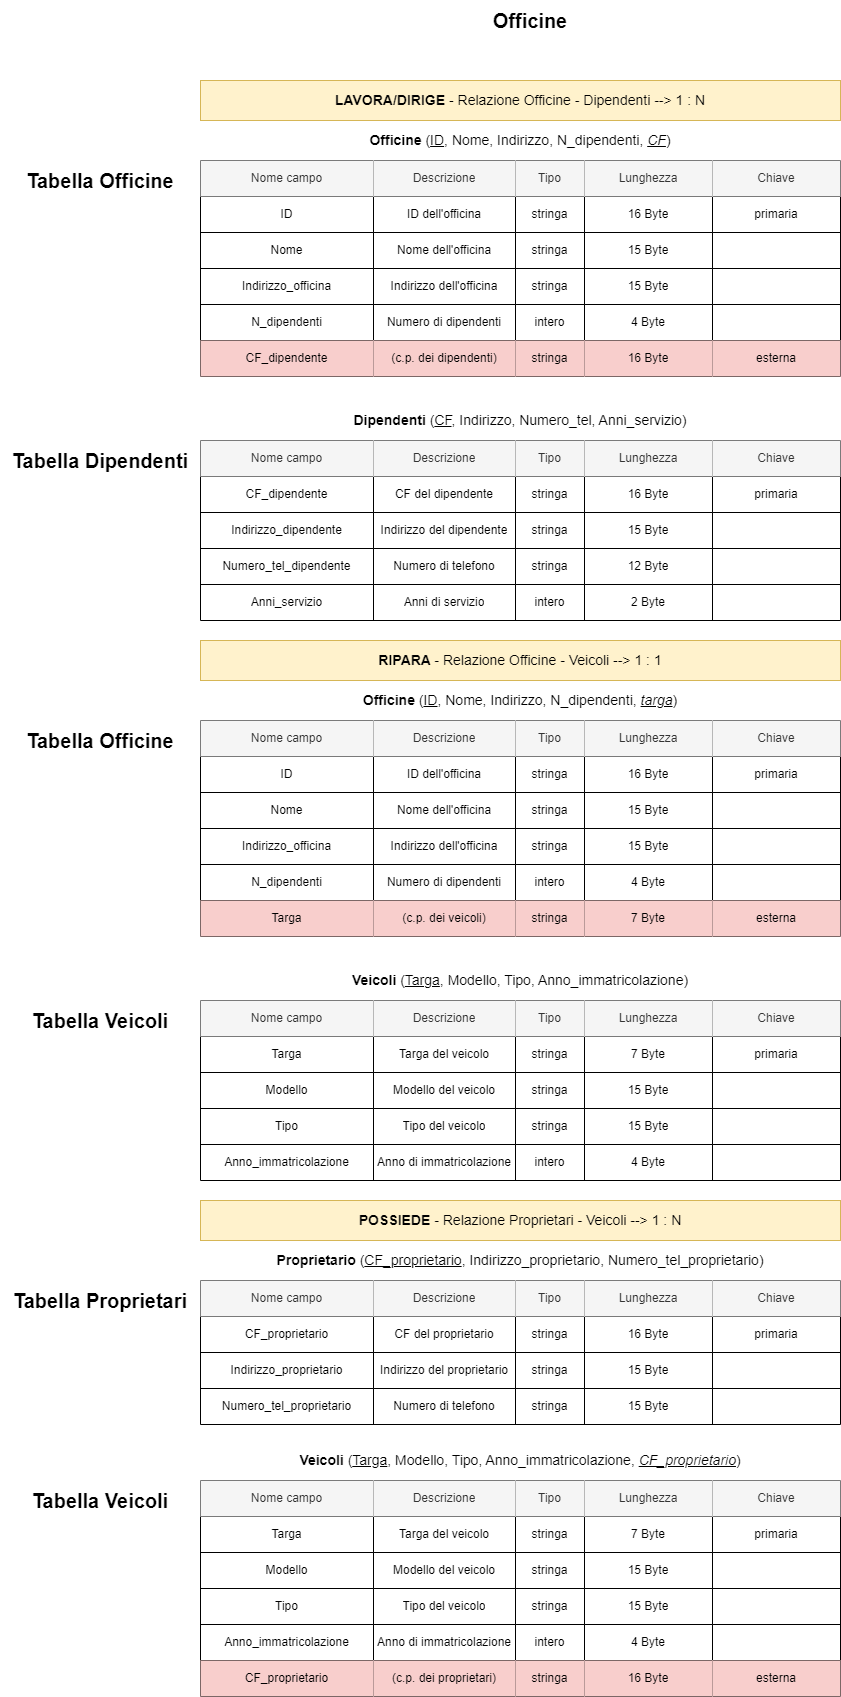 Officine
LAVORA/DIRIGE - Relazione Officine - Dipendenti --> 1 : N
Officine (ID, Nome, Indirizzo, N_dipendenti, CF)
Tabella Officine
Nome campo Descrizione Tipo Lunghezza Chiave
ID ID dell'officina stringa 16 Byte primaria
Nome Nome dell'officina stringa 15 Byte
Indirizzo_officina Indirizzo dell'officina stringa 15 Byte
N_dipendenti Numero di dipendenti intero 4 Byte
CF_dipendente (c.p. dei dipendenti) stringa 16 Byte esterna
Dipendenti (CF, Indirizzo, Numero_tel, Anni_servizio)
Tabella Dipendenti
Nome campo Descrizione Tipo Lunghezza Chiave
CF_dipendente CF del dipendente stringa 16 Byte primaria
Indirizzo_dipendente Indirizzo del dipendente stringa 15 Byte
Numero_tel_dipendente Numero di telefono stringa 12 Byte
Anni_servizio Anni di servizio intero 2 Byte
RIPARA - Relazione Officine - Veicoli --> 1 : 1
Officine (ID, Nome, Indirizzo, N_dipendenti, targa)
Tabella Officine
Nome campo Descrizione Tipo Lunghezza Chiave
ID ID dell'officina stringa 16 Byte primaria
Nome Nome dell'officina stringa 15 Byte
Indirizzo_officina Indirizzo dell'officina stringa 15 Byte
N_dipendenti Numero di dipendenti intero 4 Byte
Targa (c.p. dei veicoli) stringa 7 Byte esterna
Veicoli (Targa, Modello, Tipo, Anno_immatricolazione)
Tabella Veicoli
Nome campo Descrizione Tipo Lunghezza Chiave
Targa Targa del veicolo stringa 7 Byte primaria
Modello Modello del veicolo stringa 15 Byte
Tipo Tipo del veicolo stringa 15 Byte
Anno_immatricolazione Anno di immatricolazione intero 4 Byte
POSSIEDE - Relazione Proprietari - Veicoli --> 1 : N
Proprietario (CF_proprietario, Indirizzo_proprietario, Numero_tel_proprietario)
Tabella Proprietari
Nome campo Descrizione Tipo Lunghezza Chiave
CF_proprietario CF del proprietario stringa 16 Byte primaria
Indirizzo_proprietario Indirizzo del proprietario stringa 15 Byte
Numero_tel_proprietario Numero di telefono stringa 15 Byte
Veicoli (Targa, Modello, Tipo, Anno_immatricolazione, CF_proprietario)
Tabella Veicoli
Nome campo Descrizione Tipo Lunghezza Chiave
Targa Targa del veicolo stringa 7 Byte primaria
Modello Modello del veicolo stringa 15 Byte
Tipo Tipo del veicolo stringa 15 Byte
Anno_immatricolazione Anno di immatricolazione intero 4 Byte
CF_proprietario (c.p. dei proprietari) stringa 16 Byte esterna